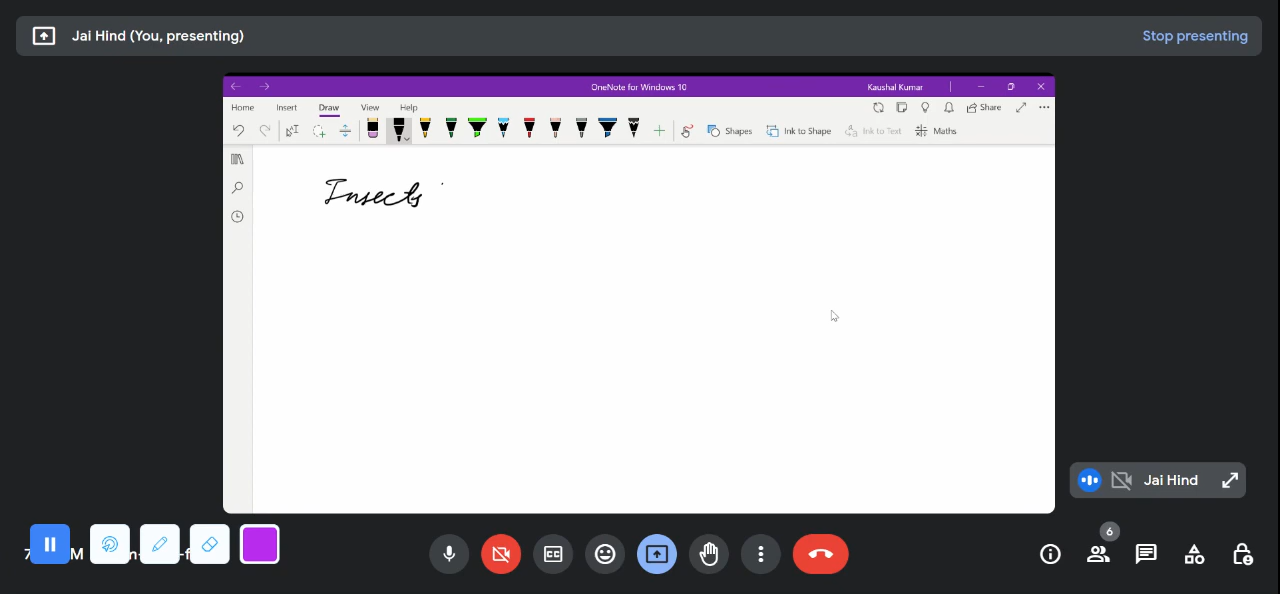 Jai Hind (You, presenting)
Stop presenting
OneNote for Windows 10
Kaushal Kumar
Home Insert Draw View Help
Share
Shapes Ink to Shape Ink to Text Maths
Insects
Jai Hind
6